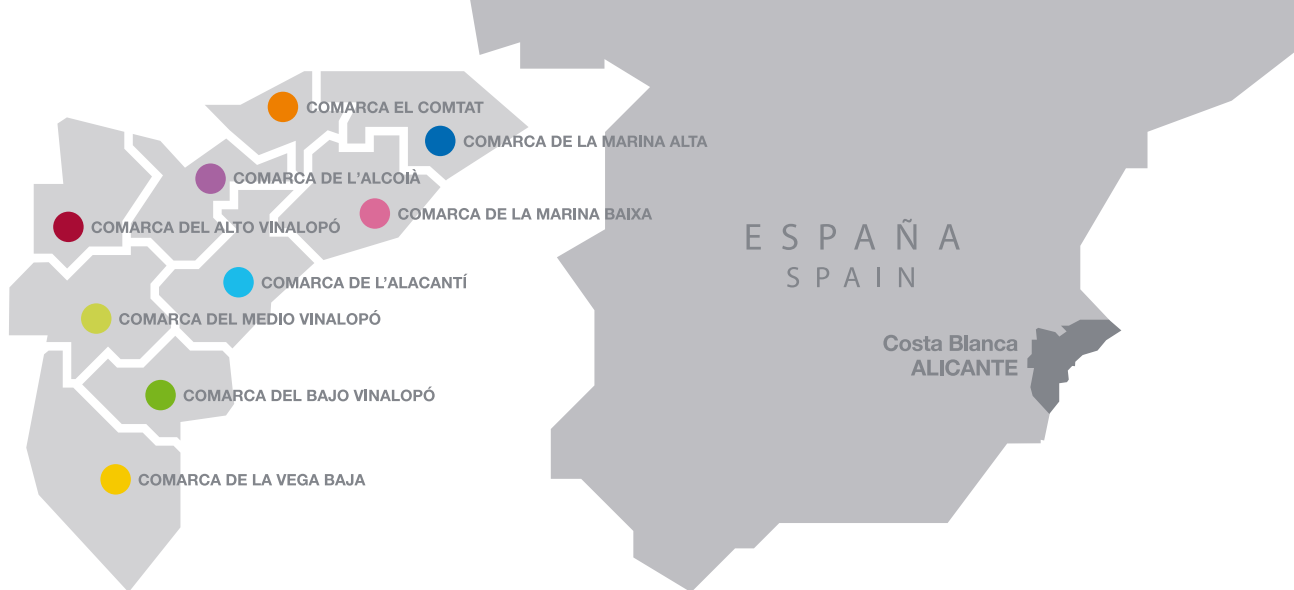 COMARCA EL COMTAT
COMARCA DE LA MARINA ALTA
COMARCA DE L'ALCOIÀ
COMARCA DE LA MARINA BAIXA
COMARCA DEL ALTO VINALOPÓ
COMARCA DE L'ALACANTÍ
COMARCA DEL MEDIO VINALOPÓ
COMARCA DEL BAJO VINALOPÓ
COMARCA DE LA VEGA BAJA
ESPAÑA
SPAIN
Costa Blanca
ALICANTE